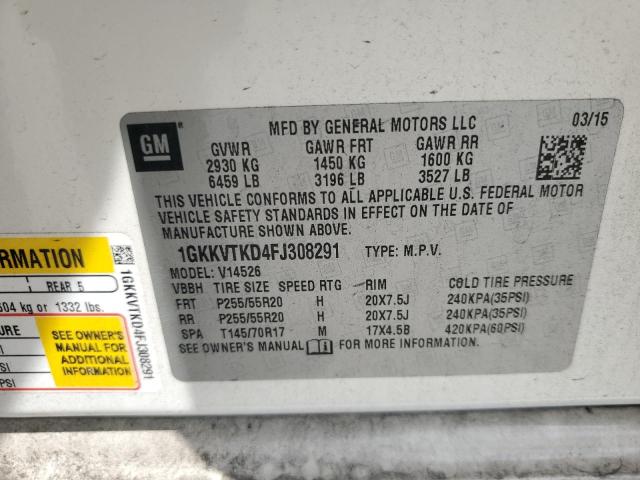 MFD BY GENERAL MOTORS LLC 03/15
GM
GVWR GAWR FRT GAWR RR
2930 KG 1450 KG 1600 KG
6459 LB 3196 LB 3527 LB
THIS VEHICLE CONFORMS TO ALL APPLICABLE U.S. FEDERAL MOTOR
VEHICLE SAFETY STANDARDS IN EFFECT ON THE DATE OF
MANUFACTURE SHOWN ABOVE.
1GKKVTKD4FJ308291 TYPE: M.P.V.
MODEL: V14526
VBBH TIRE SIZE SPEED RTG RIM COLD TIRE PRESSURE
FRT P255/55R20 H 20X7.5J 240KPA(35PSI)
RR P255/55R20 H 20X7.5J 240KPA(35PSI)
SPA T145/70R17 M 17X4.5B 420KPA(60PSI)
SEE OWNER'S MANUAL FOR MORE INFORMATION.
ORMATION
REAR 5
604 kg or 1332 lbs.
URE
SI
SI
PSI
SEE OWNER'S
MANUAL FOR
ADDITIONAL
INFORMATION
1GKKVTKD4FJ308291